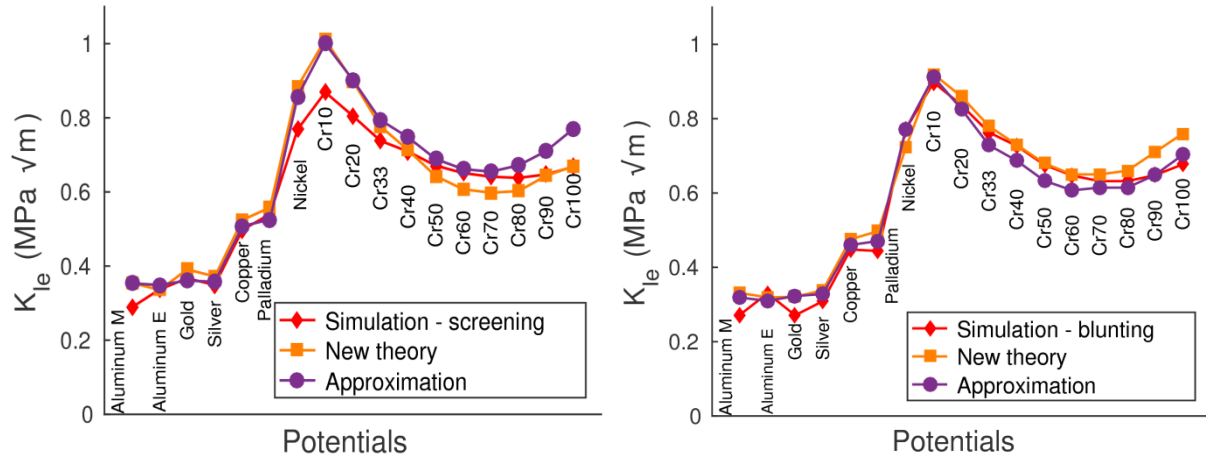 K_Ie (MPa √m)
1
0.8
0.6
0.4
0.2
0
Aluminum M
Aluminum E
Gold
Silver
Copper
Palladium
Nickel
Cr10
Cr20
Cr33
Cr40
Cr50
Cr60
Cr70
Cr80
Cr90
Cr100
Simulation - screening
New theory
Approximation
Potentials
K_Ie (MPa √m)
1
0.8
0.6
0.4
0.2
0
Aluminum M
Aluminum E
Gold
Silver
Copper
Palladium
Nickel
Cr10
Cr20
Cr33
Cr40
Cr50
Cr60
Cr70
Cr80
Cr90
Cr100
Simulation - blunting
New theory
Approximation
Potentials